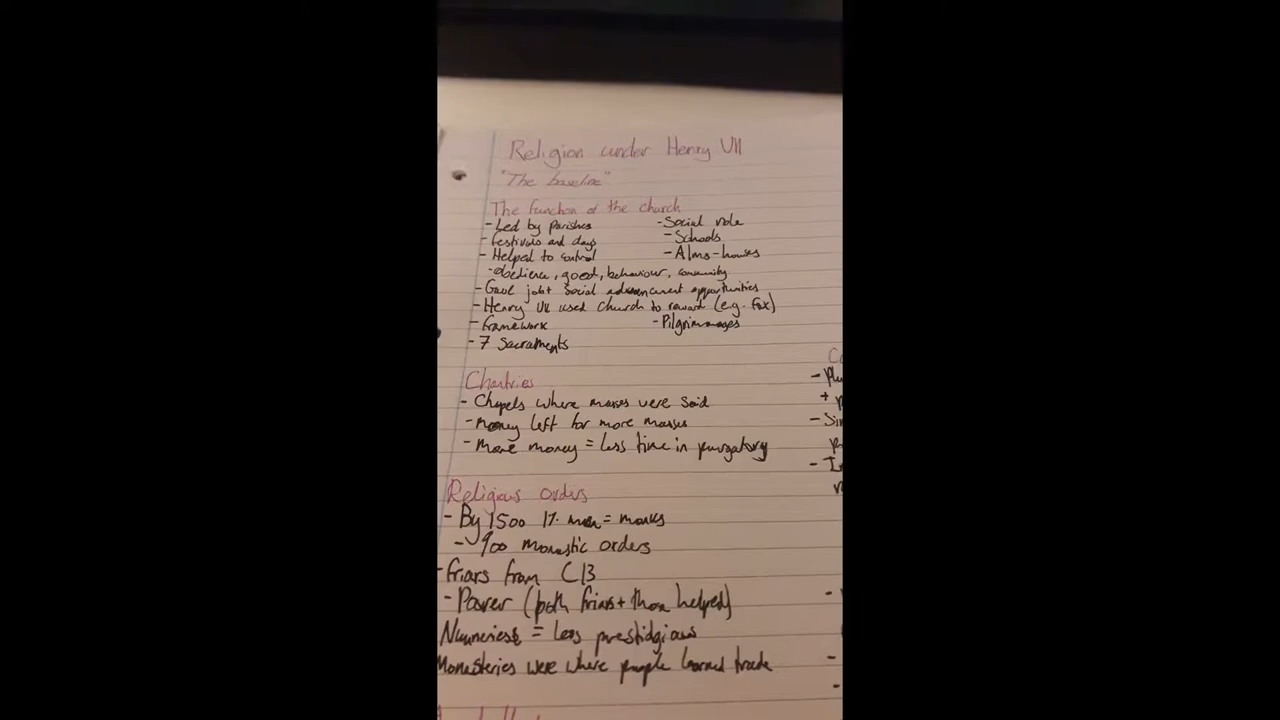 Religion under Henry VII
"The baseline"
The function of the church
- Led by parishes
- Festivals and days
- Helped to control
- obedience, good, behaviour, community
- Social role
- Schools
- Alms-houses
- Gave jobs + social advancement opportunities
- Henry VII used church to reward (e.g. Fox)
- Framework
- Pilgrimmages
- 7 Sacraments
Chantries
- Chapels where masses were said
- money left for more masses
- More money = less time in purgatory
Religious orders
- By 1500 1% men = monks
- 900 monastic orders
- Friars from C13
- Poorer (both friars + those helped)
Nunneries = less prestidgious
Monasteries were where people learned trade